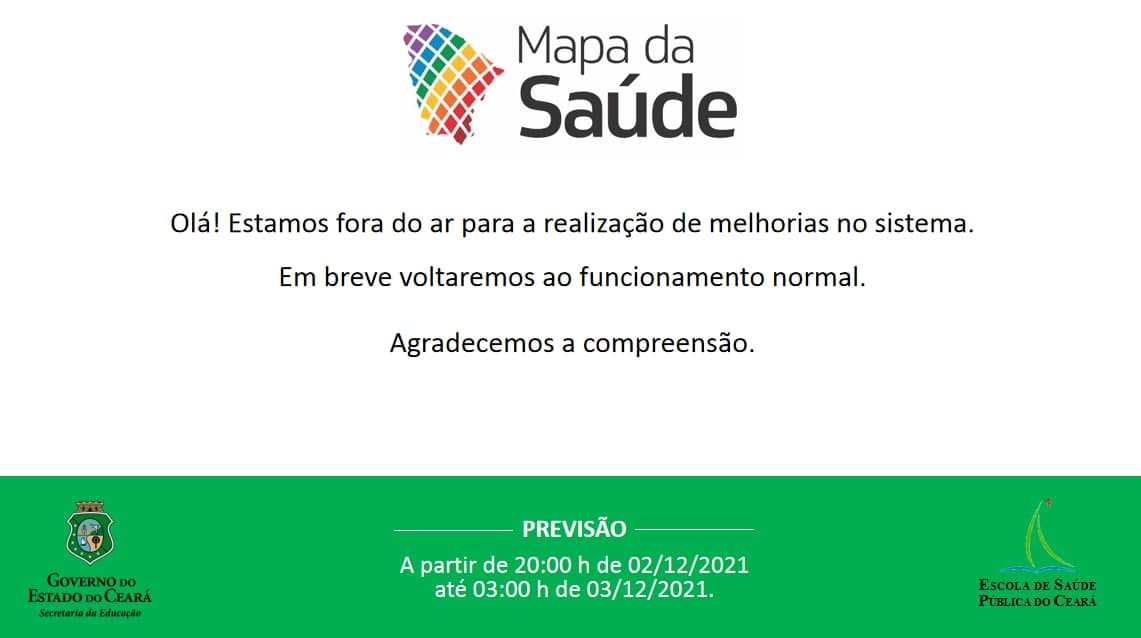 Mapa da
Saúde
Olá! Estamos fora do ar para a realização de melhorias no sistema.
Em breve voltaremos ao funcionamento normal.
Agradecemos a compreensão.
PREVISÃO
A partir de 20:00 h de 02/12/2021
até 03:00 h de 03/12/2021.
GOVERNO DO
ESTADO DO CEARÁ
Secretaria da Educação
ESCOLA DE SAÚDE
PÚBLICA DO CEARÁ